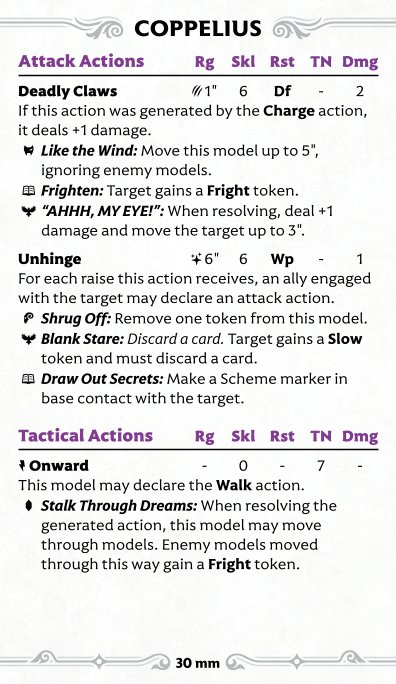 COPPELIUS
Attack Actions Rg Skl Rst TN Dmg
Deadly Claws 1" 6 Df - 2
If this action was generated by the Charge action,
it deals +1 damage.
Like the Wind: Move this model up to 5",
ignoring enemy models.
Frighten: Target gains a Fright token.
“AHHH, MY EYE!”: When resolving, deal +1
damage and move the target up to 3".
Unhinge 6" 6 Wp - 1
For each raise this action receives, an ally engaged
with the target may declare an attack action.
Shrug Off: Remove one token from this model.
Blank Stare: Discard a card. Target gains a Slow
token and must discard a card.
Draw Out Secrets: Make a Scheme marker in
base contact with the target.
Tactical Actions Rg Skl Rst TN Dmg
Onward - 0 - 7 -
This model may declare the Walk action.
Stalk Through Dreams: When resolving the
generated action, this model may move
through models. Enemy models moved
through this way gain a Fright token.
30 mm